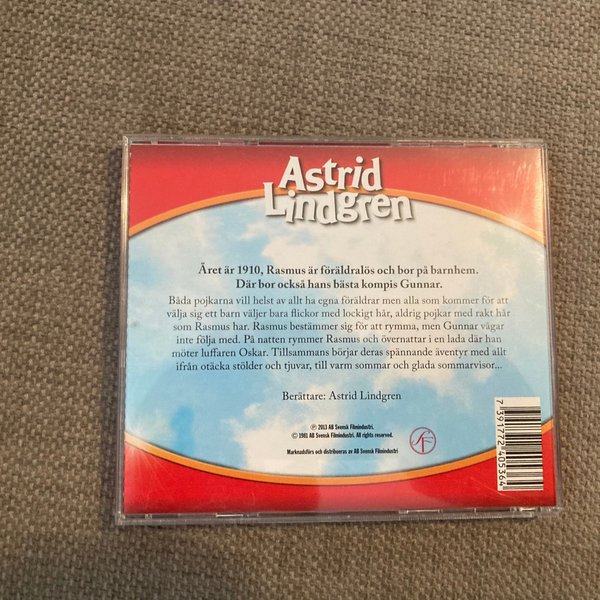 Astrid
Lindgren
Året är 1910, Rasmus är föräldralös och bor på barnhem.
Där bor också hans bästa kompis Gunnar.
Båda pojkarna vill helst av allt ha egna föräldrar men alla som kommer för att
välja sig ett barn väljer bara flickor med lockigt hår, aldrig pojkar med rakt hår
som Rasmus har. Rasmus bestämmer sig för att rymma, men Gunnar vågar
inte följa med. På natten rymmer Rasmus och övernattar i en lada där han
möter luffaren Oskar. Tillsammans börjar deras spännande äventyr med allt
ifrån otäcka stölder och tjuvar, till varm sommar och glada sommarvisor...
Berättare: Astrid Lindgren
℗ 2013 AB Svensk Filmindustri.
© 1981 AB Svensk Filmindustri. All rights reserved.
Marknadsförs och distribueras av AB Svensk Filmindustri
SF
7 391772 405364